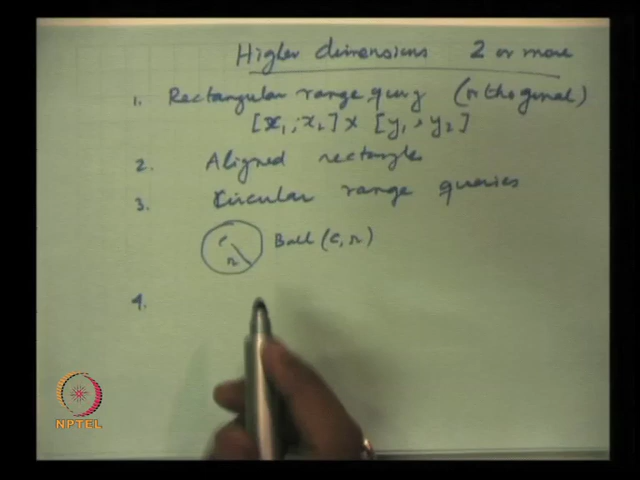 Higher dimensions 2 or more
1. Rectangular range query (orthogonal)
[x1, x2] × [y1, y2]
2. Aligned rectangle
3. Circular range queries
c r Ball (c, r)
4.
NPTEL